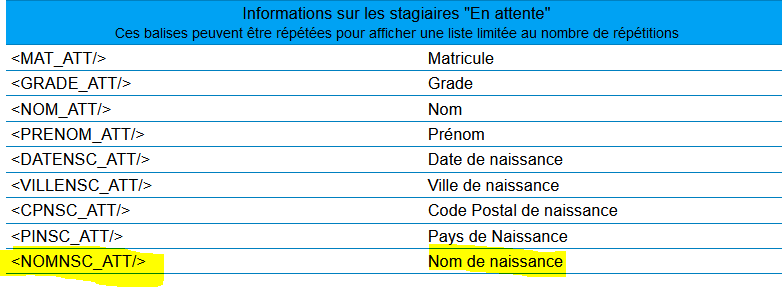 Informations sur les stagiaires "En attente"
Ces balises peuvent être répétées pour afficher une liste limitée au nombre de répétitions
<MAT_ATT/> Matricule
<GRADE_ATT/> Grade
<NOM_ATT/> Nom
<PRENOM_ATT/> Prénom
<DATENSC_ATT/> Date de naissance
<VILLENSC_ATT/> Ville de naissance
<CPNSC_ATT/> Code Postal de naissance
<PINSC_ATT/> Pays de Naissance
<NOMNSC_ATT/> Nom de naissance